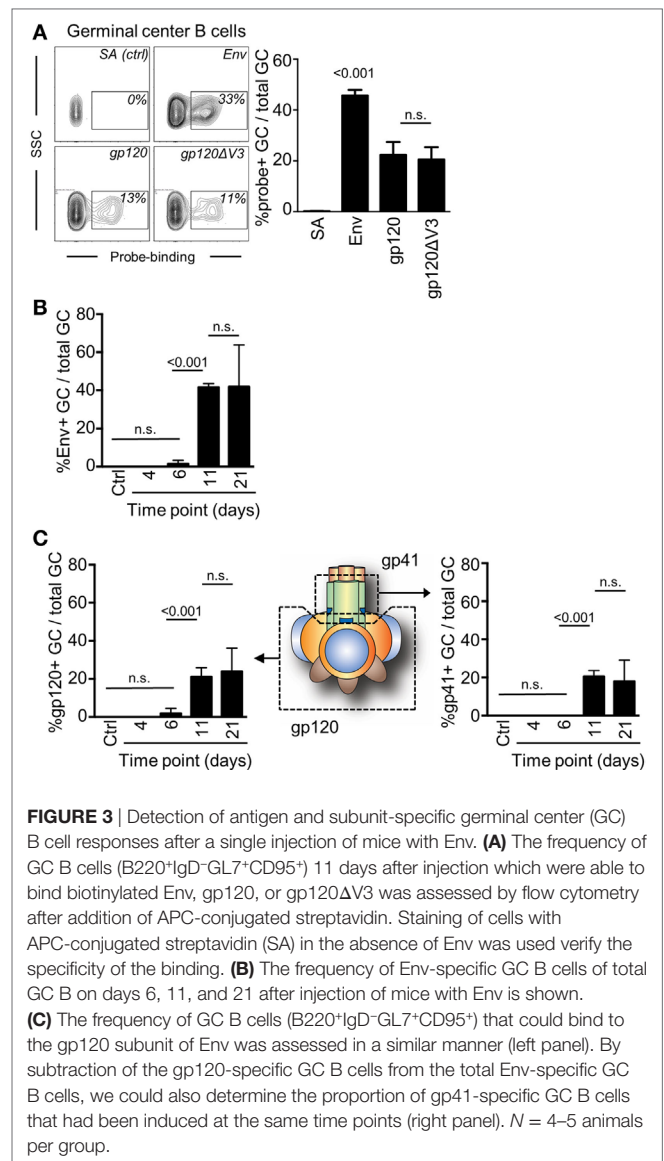 A Germinal center B cells
SA (ctrl)
Env
0%
33%
gp120
gp120ΔV3
13%
11%
SSC
Probe-binding
%probe+ GC / total GC
60
40
20
0
<0.001
n.s.
SA
Env
gp120
gp120ΔV3
B
%Env+ GC / total GC
80
60
40
20
0
n.s.
<0.001
n.s.
Ctrl
4
6
11
21
Time point (days)
C
%gp120+ GC / total GC
80
60
40
20
0
n.s.
<0.001
n.s.
Ctrl
4
6
11
21
Time point (days)
gp41
gp120
%gp41+ GC / total GC
80
60
40
20
0
n.s.
<0.001
n.s.
Ctrl
4
6
11
21
Time point (days)
FIGURE 3 | Detection of antigen and subunit-specific germinal center (GC)
B cell responses after a single injection of mice with Env. (A) The frequency of
GC B cells (B220⁺IgD⁻GL7⁺CD95⁺) 11 days after injection which were able to
bind biotinylated Env, gp120, or gp120ΔV3 was assessed by flow cytometry
after addition of APC-conjugated streptavidin. Staining of cells with
APC-conjugated streptavidin (SA) in the absence of Env was used verify the
specificity of the binding. (B) The frequency of Env-specific GC B cells of total
GC B on days 6, 11, and 21 after injection of mice with Env is shown.
(C) The frequency of GC B cells (B220⁺IgD⁻GL7⁺CD95⁺) that could bind to
the gp120 subunit of Env was assessed in a similar manner (left panel). By
subtraction of the gp120-specific GC B cells from the total Env-specific GC
B cells, we could also determine the proportion of gp41-specific GC B cells
that had been induced at the same time points (right panel). N = 4–5 animals
per group.